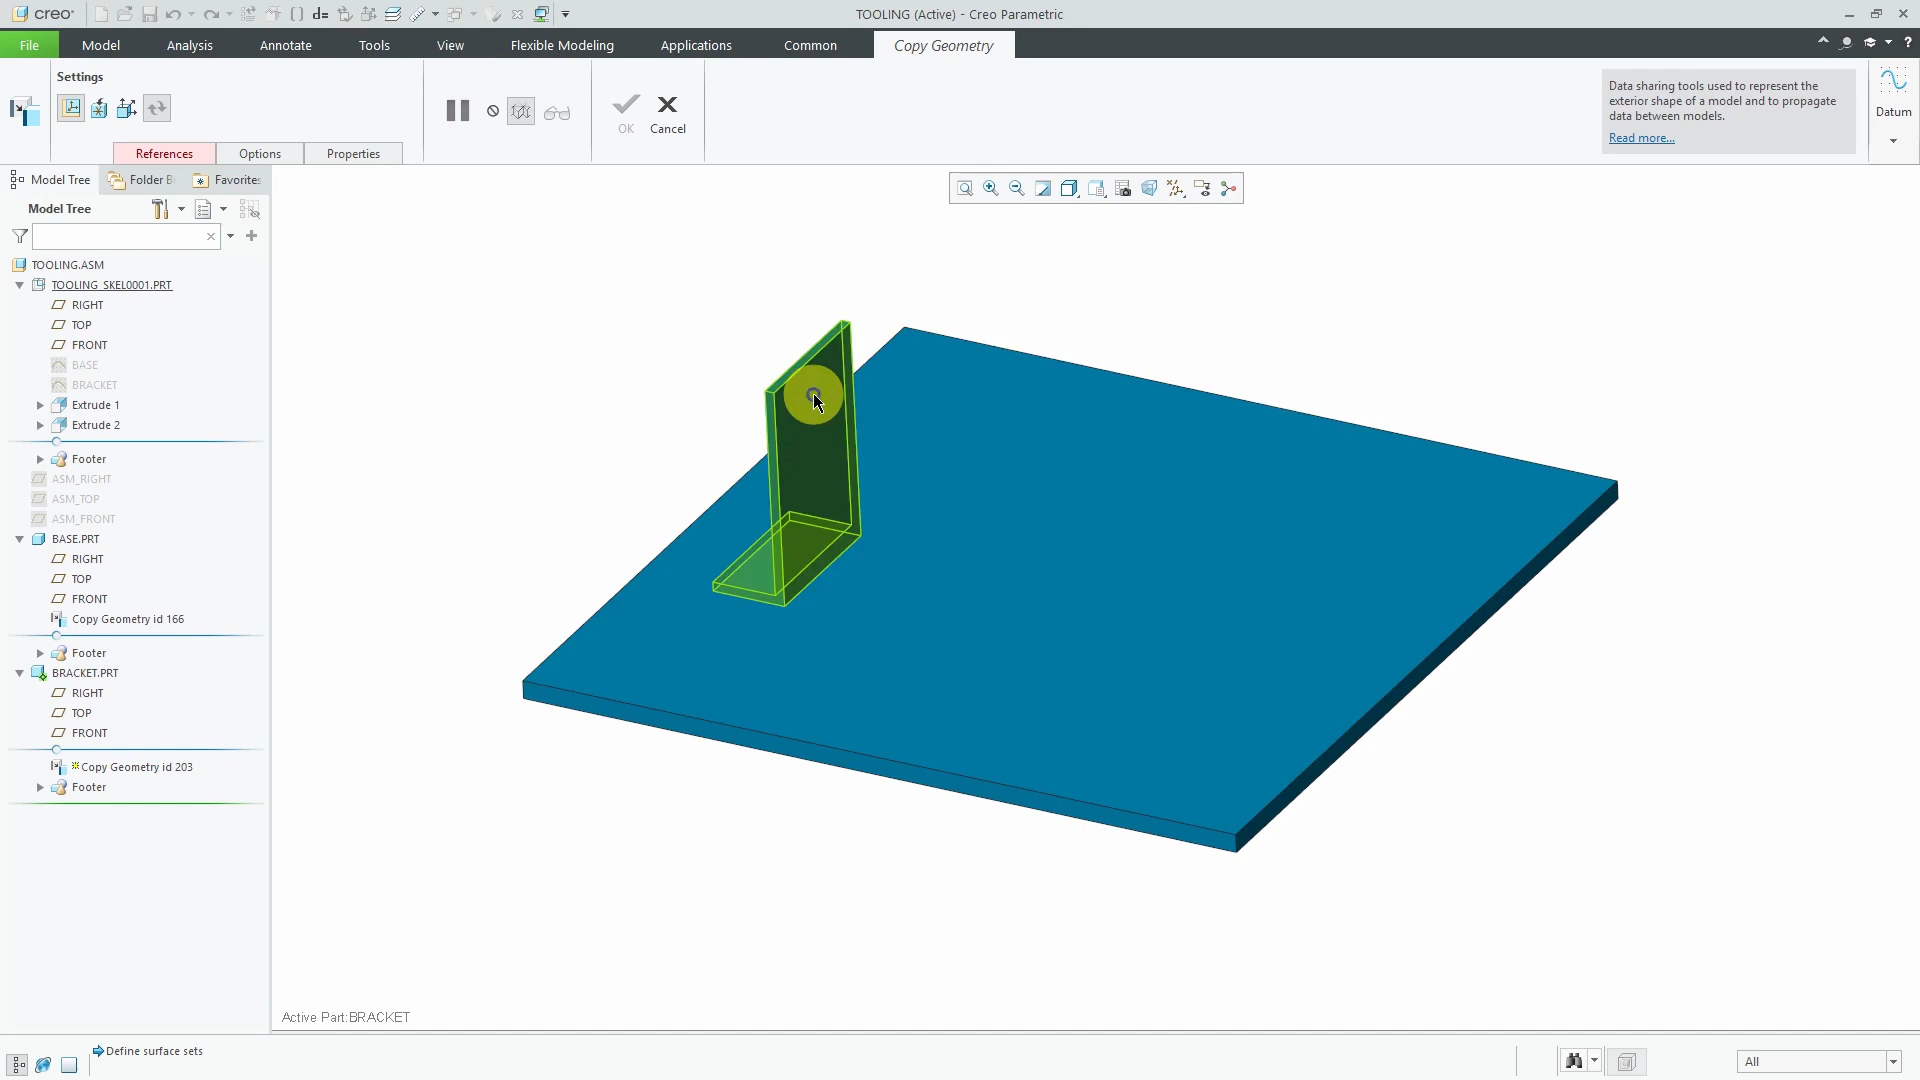 creo°
TOOLING (Active) - Creo Parametric
File
Model
Analysis
Annotate
Tools
View
Flexible Modeling
Applications
Common
Copy Geometry
Settings
OK
Cancel
References
Options
Properties
Data sharing tools used to represent the
exterior shape of a model and to propagate
data between models.
Read more...
Datum
Model Tree
Folder B
Favorites
Model Tree
TOOLING.ASM
TOOLING_SKEL0001.PRT
RIGHT
TOP
FRONT
BASE
BRACKET
Extrude 1
Extrude 2
Footer
ASM_RIGHT
ASM_TOP
ASM_FRONT
BASE.PRT
RIGHT
TOP
FRONT
Copy Geometry id 166
Footer
BRACKET.PRT
RIGHT
TOP
FRONT
Copy Geometry id 203
Footer
Active Part:BRACKET
Define surface sets
All